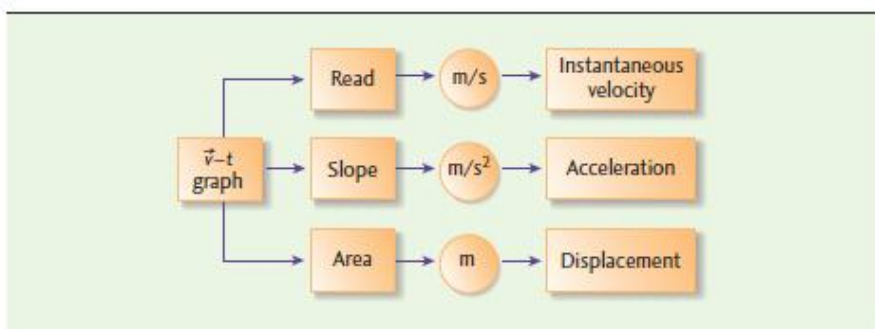 v⃗–t
graph
Read
m/s
Instantaneous
velocity
Slope
m/s²
Acceleration
Area
m
Displacement